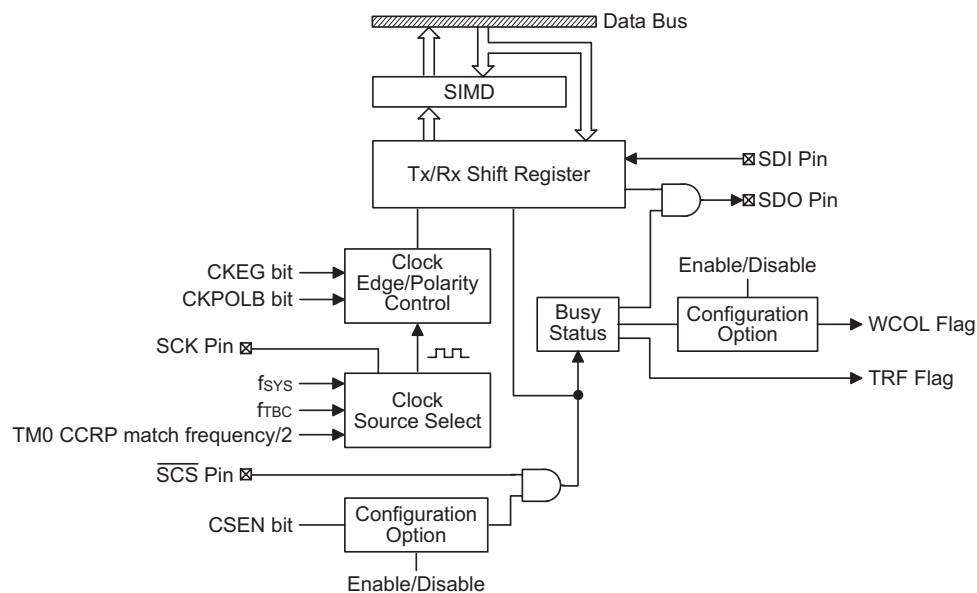 Data Bus
SIMD
Tx/Rx Shift Register
SDI Pin
SDO Pin
CKEG bit
CKPOLB bit
Clock
Edge/Polarity
Control
Enable/Disable
Busy
Status
Configuration
Option
WCOL Flag
TRF Flag
SCK Pin
fSYS
fTBC
TM0 CCRP match frequency/2
Clock
Source Select
SCS Pin
CSEN bit
Configuration
Option
Enable/Disable